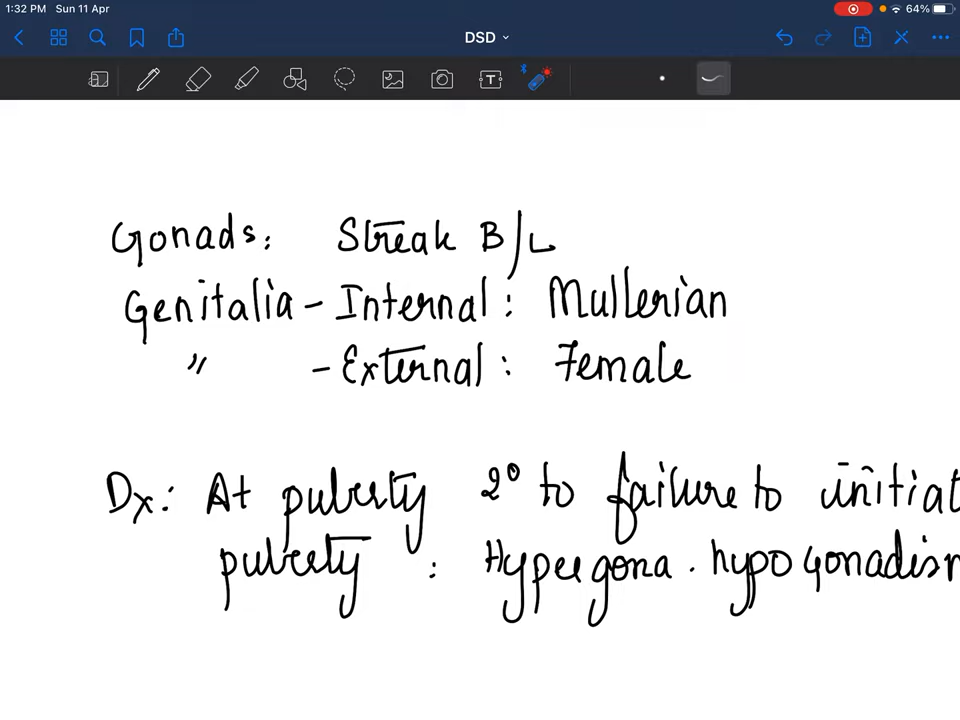 1:32 PM Sun 11 Apr
64%
DSD
T
Gonads: Streak B/L
Genitalia - Internal : Mullerian
〃 - External : Female
Dx: At puberty 2° to failure to initiat
puberty : Hypergona. hypogonadism